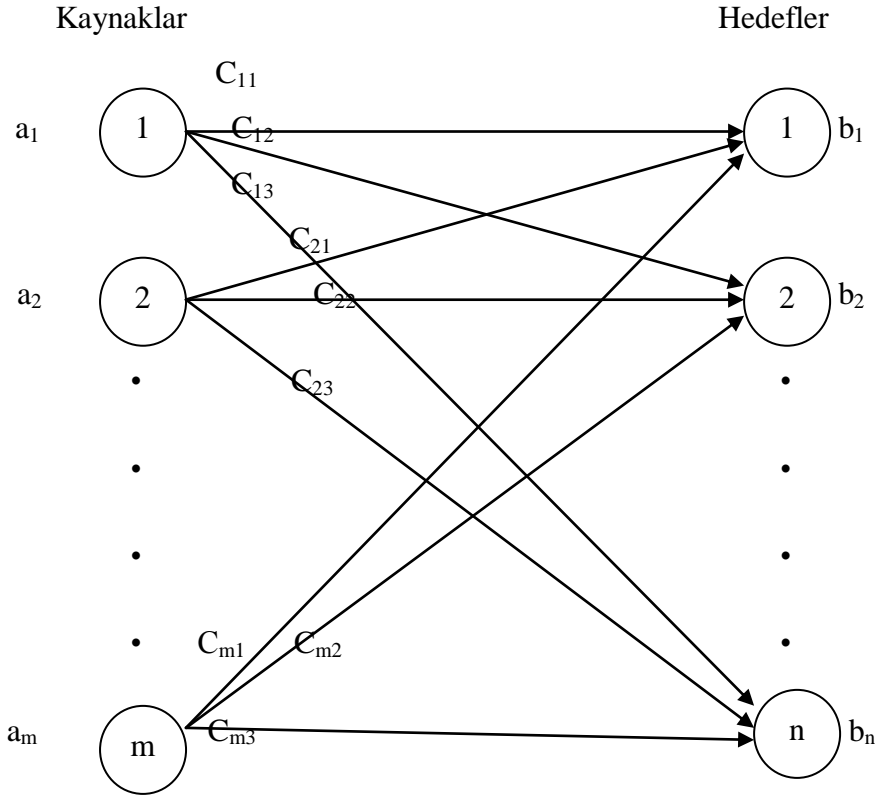 Kaynaklar Hedefler
C11
a1 1 C12 1 b1
C13
C21
a2 2 C22 2 b2
C23
Cm1 Cm2
am m Cm3 n bn